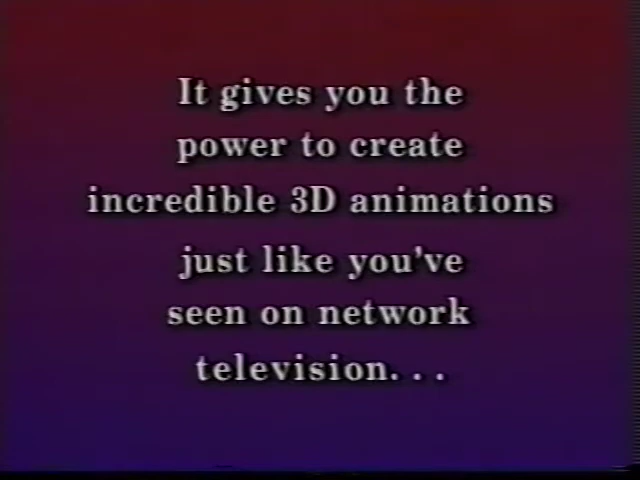 It gives you the
power to create
incredible 3D animations
just like you've
seen on network
television. . .